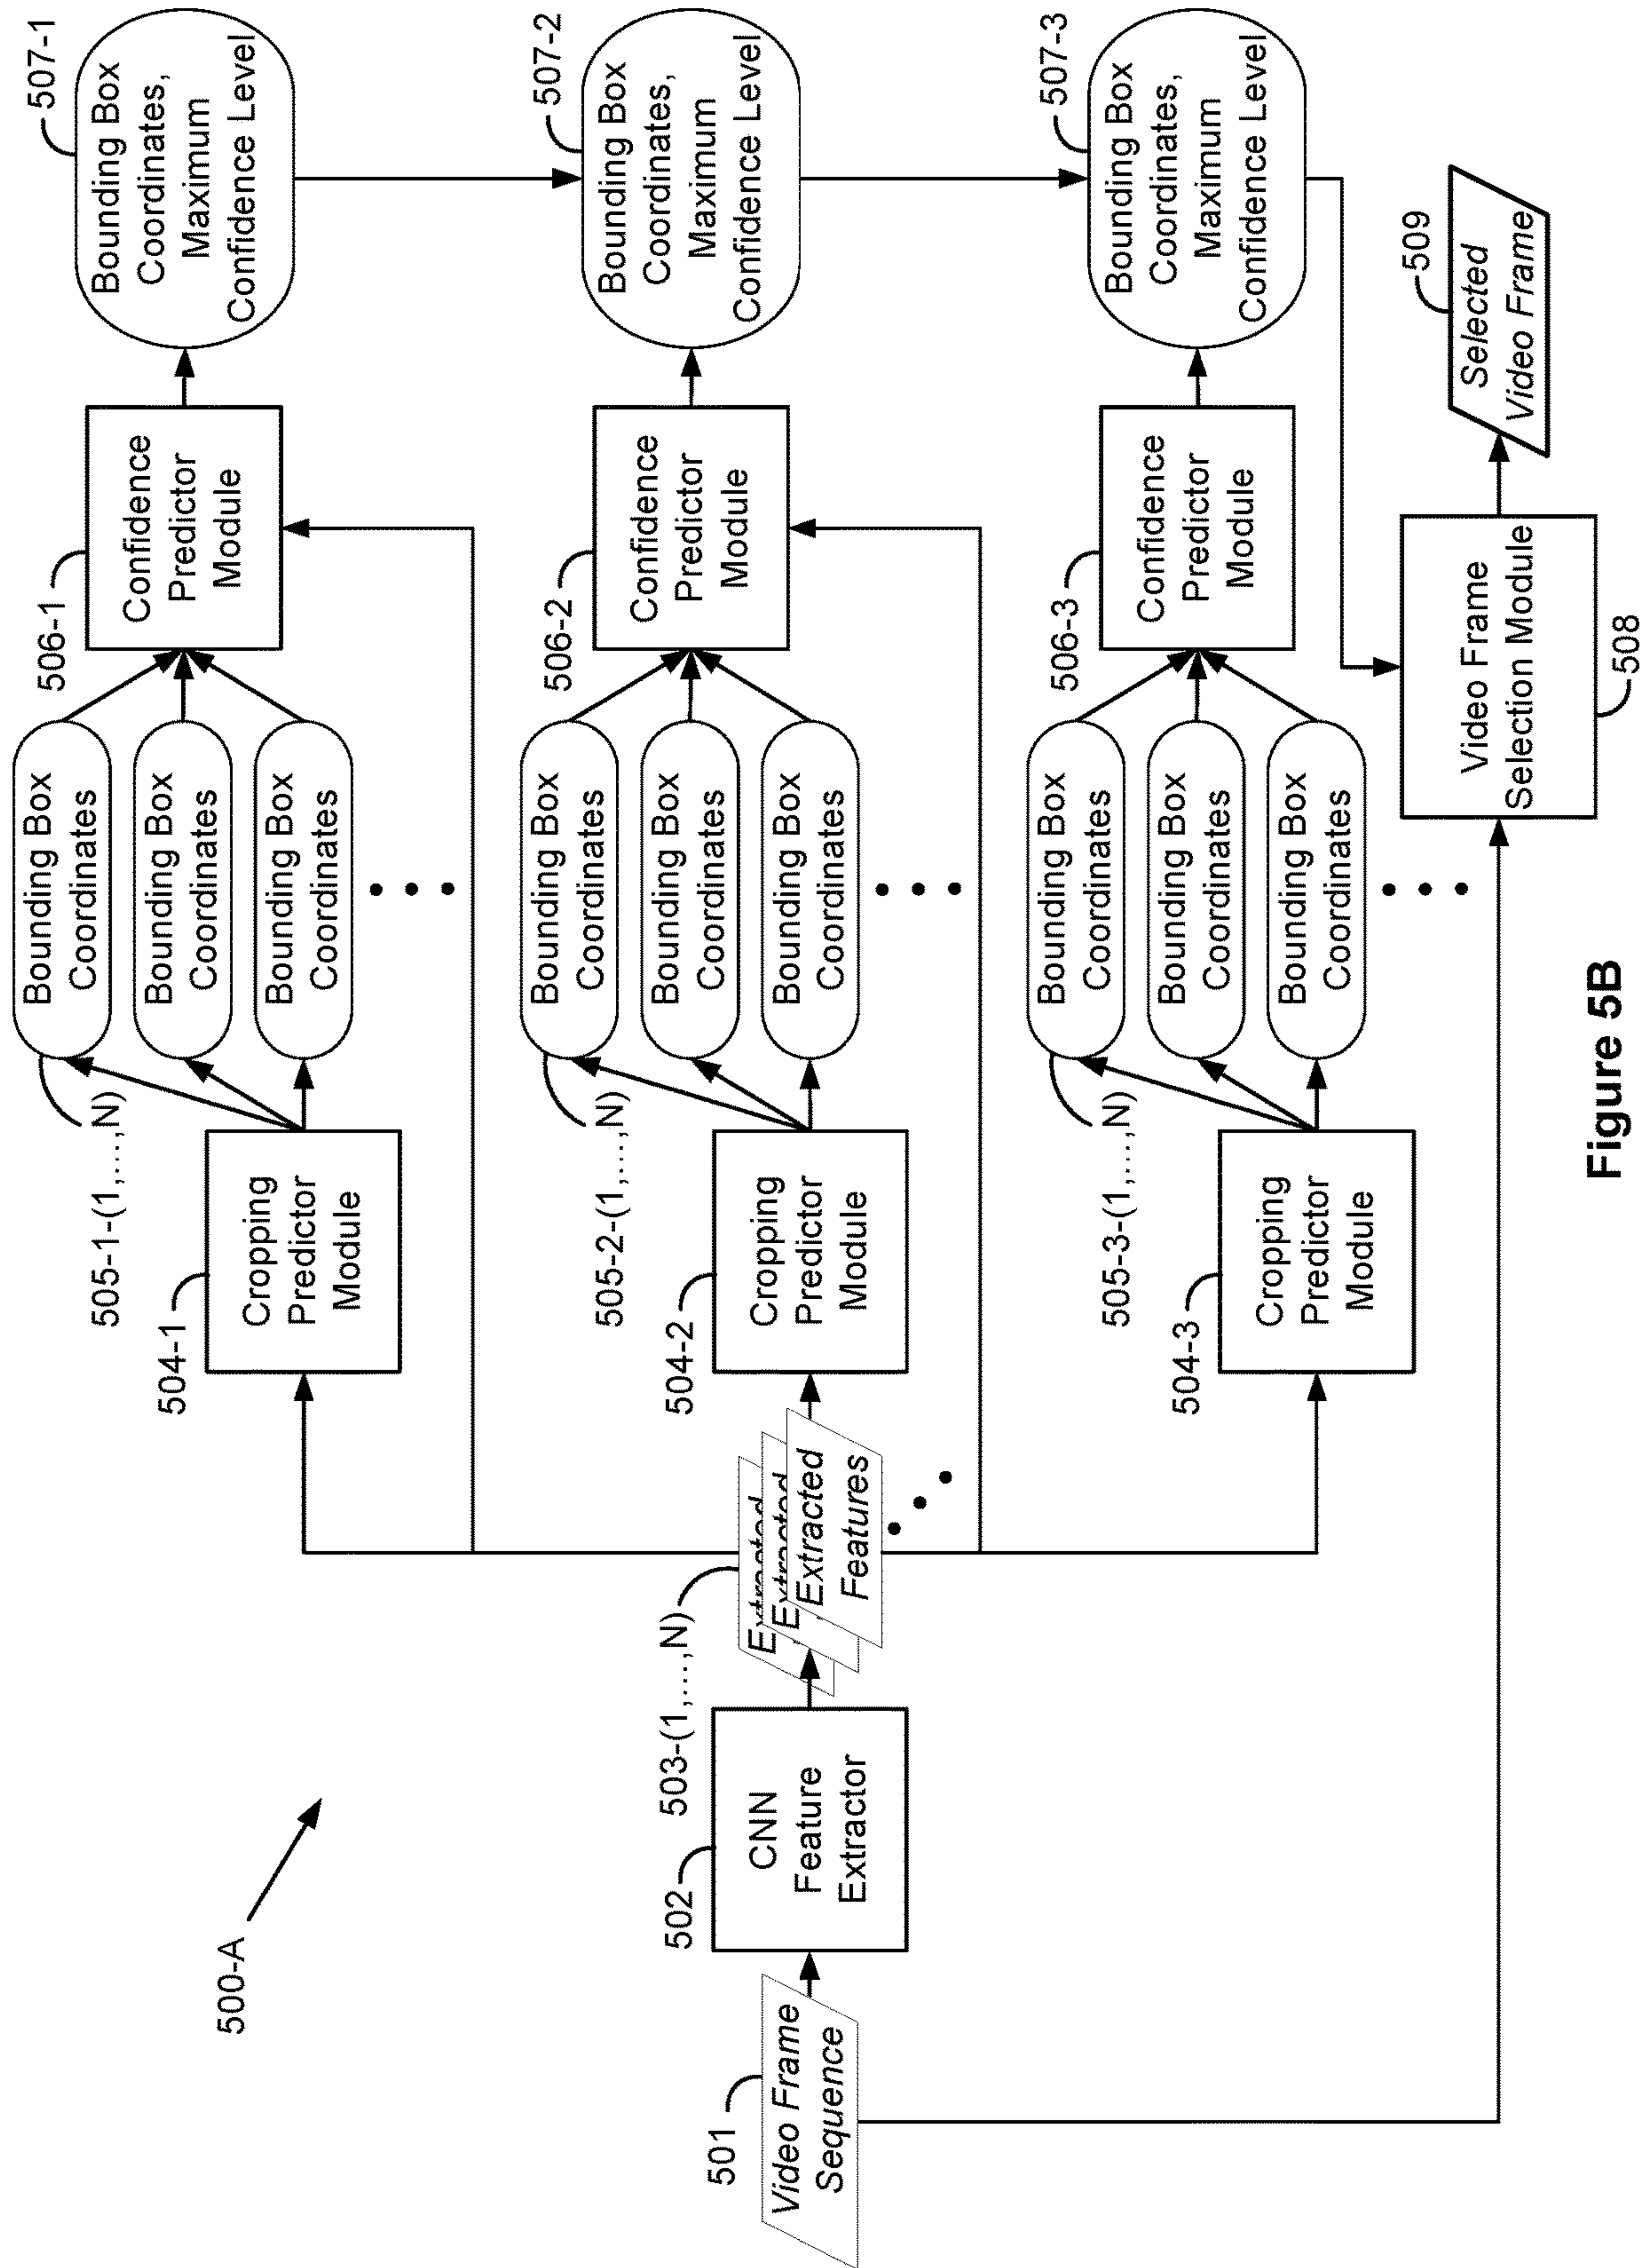 500-A
501
Video Frame
Sequence
502
CNN
Feature
Extractor
503-(1,...,N)
Extracted
Extracted
Extracted
Features
504-1
Cropping
Predictor
Module
505-1-(1,...,N)
Bounding Box
Coordinates
Bounding Box
Coordinates
Bounding Box
Coordinates
506-1
Confidence
Predictor
Module
507-1
Bounding Box
Coordinates,
Maximum
Confidence Level
504-2
Cropping
Predictor
Module
505-2-(1,...,N)
Bounding Box
Coordinates
Bounding Box
Coordinates
Bounding Box
Coordinates
506-2
Confidence
Predictor
Module
507-2
Bounding Box
Coordinates,
Maximum
Confidence Level
504-3
Cropping
Predictor
Module
505-3-(1,...,N)
Bounding Box
Coordinates
Bounding Box
Coordinates
Bounding Box
Coordinates
506-3
Confidence
Predictor
Module
507-3
Bounding Box
Coordinates,
Maximum
Confidence Level
Video Frame
Selection Module
508
509
Selected
Video Frame
Figure 5B